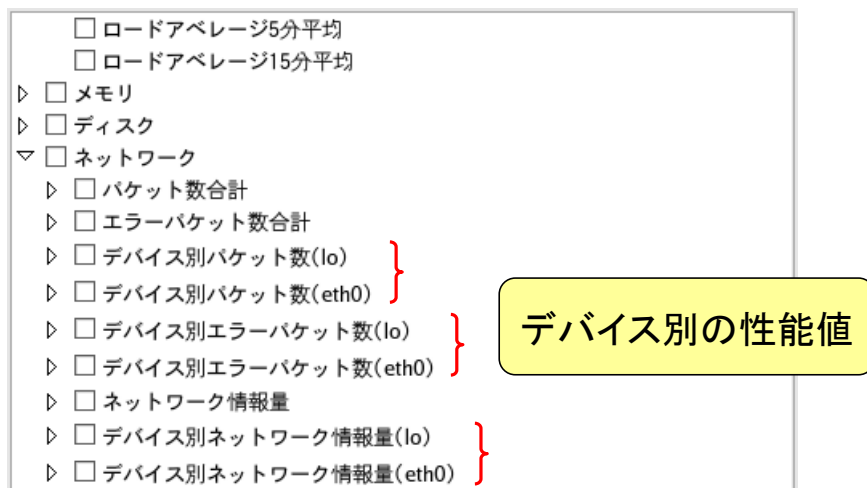 ロードアベレージ5分平均
ロードアベレージ15分平均
メモリ
ディスク
ネットワーク
パケット数合計
エラーパケット数合計
デバイス別パケット数(lo)
デバイス別パケット数(eth0)
デバイス別エラーパケット数(lo)
デバイス別エラーパケット数(eth0)
ネットワーク情報量
デバイス別ネットワーク情報量(lo)
デバイス別ネットワーク情報量(eth0)
デバイス別の性能値